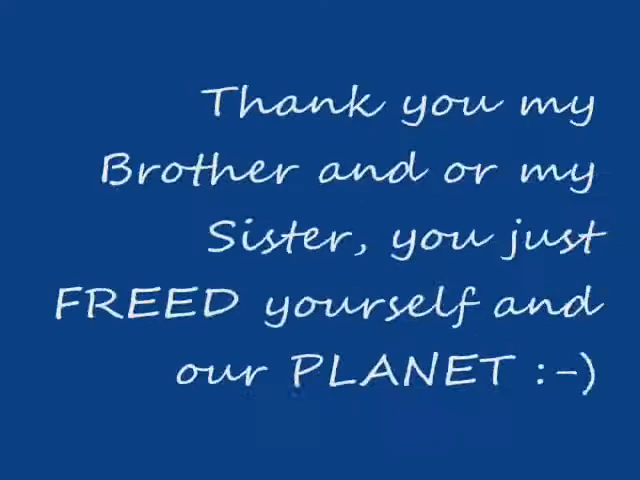 Thank you my
Brother and or my
Sister, you just
FREED yourself and
our PLANET :-)